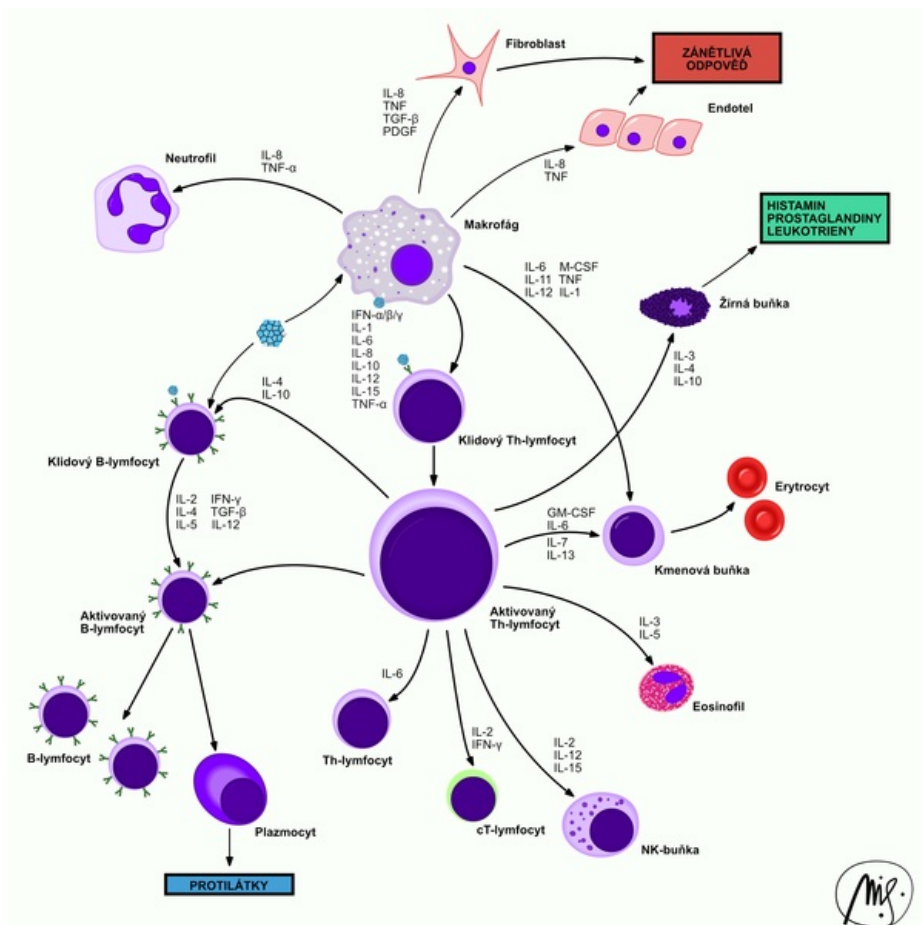 Fibroblast
ZÁNĚTLIVÁ
ODPOVĚĎ
IL-8
TNF
TGF-β
PDGF
Endotel
Neutrofil
IL-8
TNF-α
IL-8
TNF
Makrofág
HISTAMIN
PROSTAGLANDINY
LEUKOTRIENY
IL-6 M-CSF
IL-11 TNF
IL-12 IL-1
Žírná buňka
IFN-α/β/γ
IL-1
IL-6
IL-8
IL-10
IL-12
IL-15
TNF-α
IL-3
IL-4
IL-10
IL-4
IL-10
Klidový Th-lymfocyt
Klidový B-lymfocyt
IL-2 IFN-γ
IL-4 TGF-β
IL-5 IL-12
GM-CSF
IL-6
IL-7
IL-13
Erytrocyt
Kmenová buňka
Aktivovaný
B-lymfocyt
Aktivovaný
Th-lymfocyt
IL-3
IL-5
Eosinofil
IL-6
IL-2
IFN-γ
IL-2
IL-12
IL-15
B-lymfocyt
Th-lymfocyt
cT-lymfocyt
NK-buňka
Plazmocyt
PROTILÁTKY